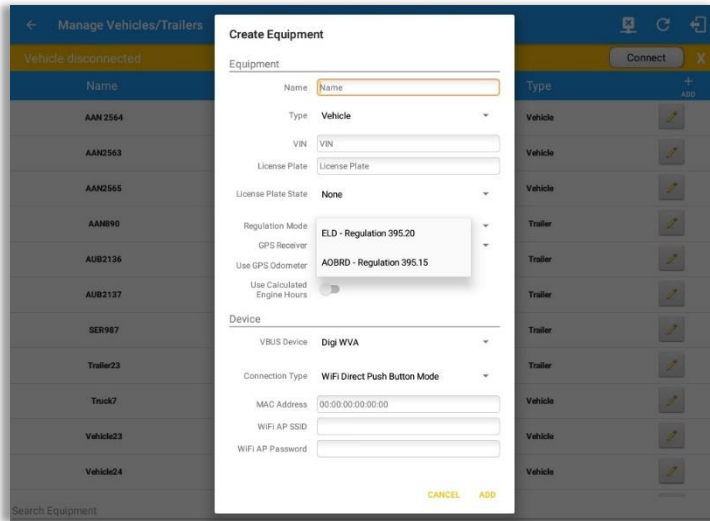 Manage Vehicles/Trailers
Vehicle disconnected
Connect X
Name Type ADD
AAN 2564 Vehicle
AAN2563 Vehicle
AAN2565 Vehicle
AAN890 Trailer
AUB2136 Trailer
AUB2137 Trailer
SER987 Trailer
Trailer23 Trailer
Truck7 Vehicle
Vehicle23 Vehicle
Vehicle24 Vehicle
Search Equipment
Create Equipment
Equipment
Name Name
Type Vehicle
VIN VIN
License Plate License Plate
License Plate State None
Regulation Mode
ELD - Regulation 395.20
GPS Receiver
AOBRD - Regulation 395.15
Use GPS Odometer
Use Calculated
Engine Hours
Device
VBUS Device Digi WVA
Connection Type WiFi Direct Push Button Mode
MAC Address 00:00:00:00:00:00
WiFi AP SSID
WiFi AP Password
CANCEL ADD